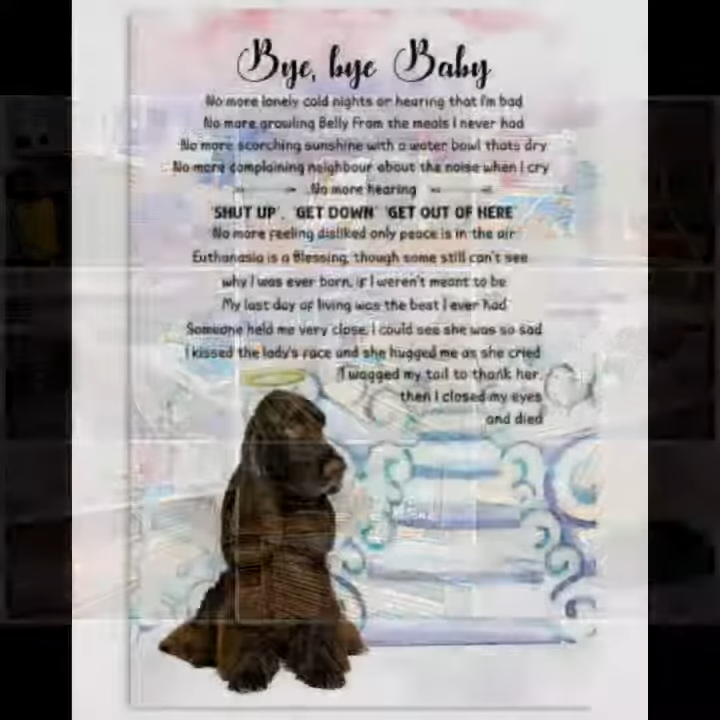 Bye, bye Baby
No more lonely cold nights or hearing that I'm bad
No more growling Belly From the meals I never had
No more scorching sunshine with a water bowl thats dry
No more complaining neighbour about the noise when I cry
No more hearing
'SHUT UP', 'GET DOWN' 'GET OUT OF HERE'
No more feeling disliked only peace is in the air
Euthanasia is a Blessing, though some still can't see
why I was ever born, if I weren't meant to be
My last day of living was the best I ever had
Someone held me very close, I could see she was so sad
I kissed the lady's face and she hugged me as she cried
I wagged my tail to thank her,
then I closed my eyes
and died